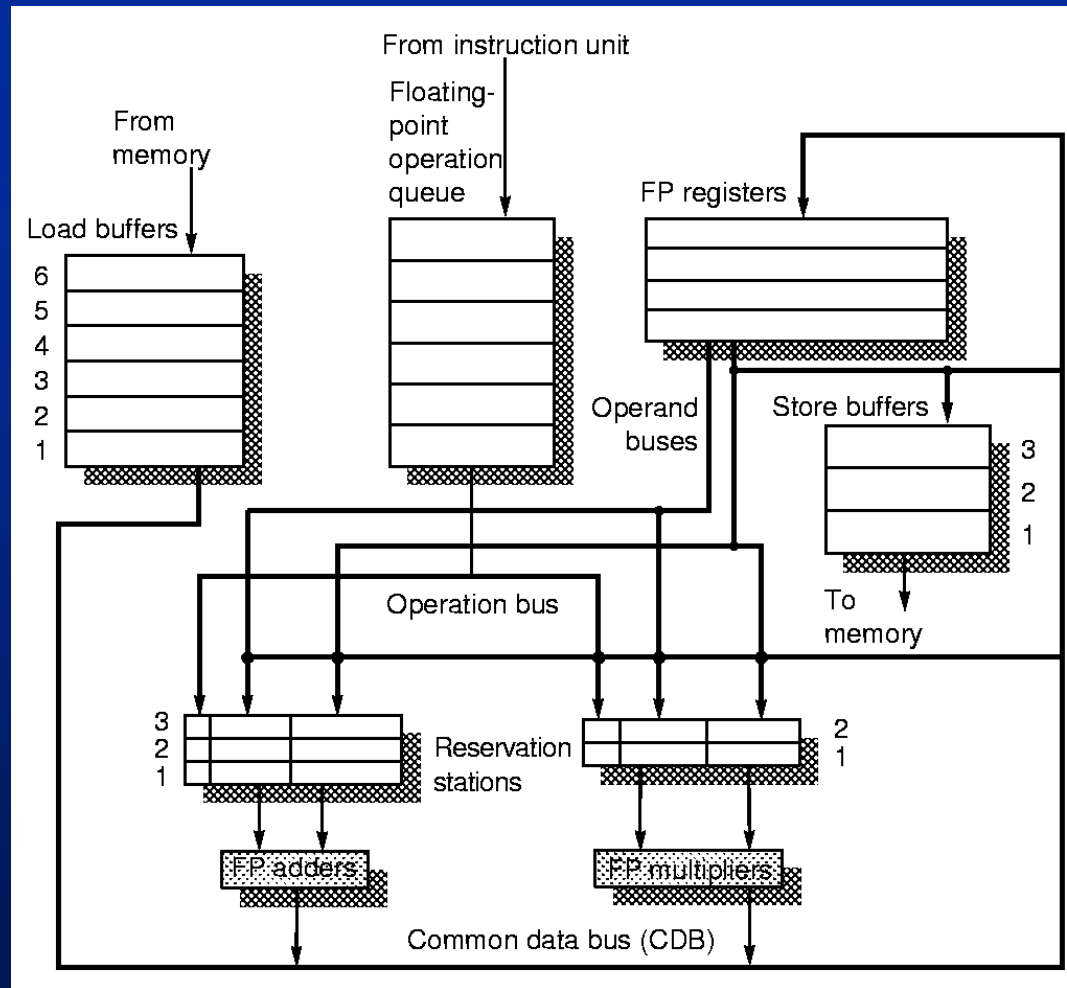 From instruction unit
Floating-
point
operation
queue
From
memory
Load buffers
6
5
4
3
2
1
FP registers
Operand
buses
Store buffers
3
2
1
To
memory
Operation bus
3
2
1
Reservation
stations
2
1
FP adders
FP multipliers
Common data bus (CDB)